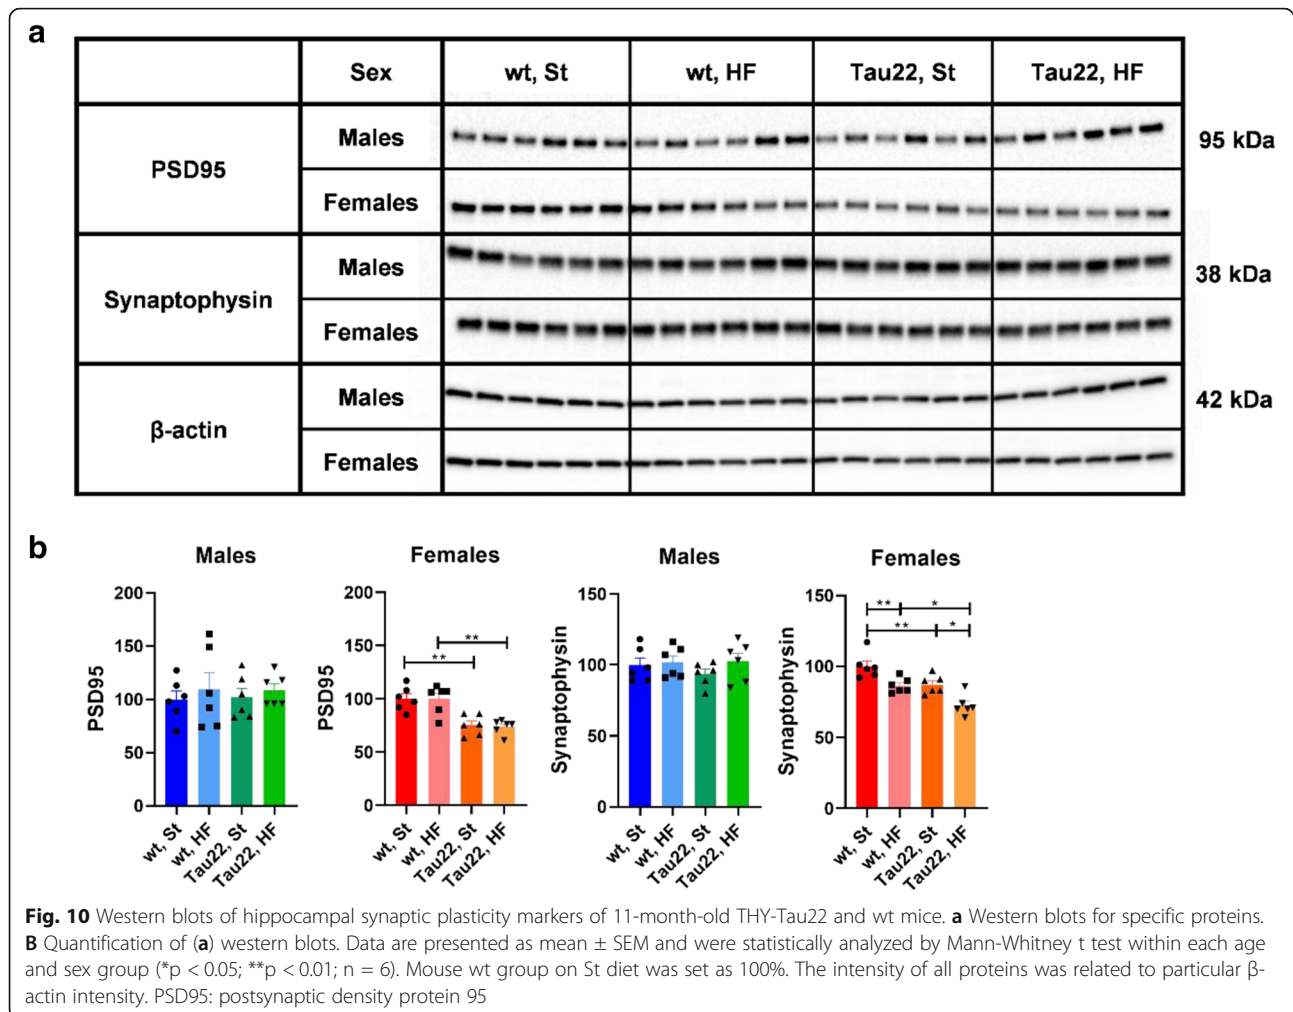 a
Sex wt, St wt, HF Tau22, St Tau22, HF
PSD95 Males 95 kDa
Females
Synaptophysin Males 38 kDa
Females
β-actin Males 42 kDa
Females
b
Males
PSD95
200
150
100
50
0
wt, St
wt, HF
Tau22, St
Tau22, HF
Females
PSD95
200
150
100
50
0
**
**
wt, St
wt, HF
Tau22, St
Tau22, HF
Males
Synaptophysin
150
100
50
0
wt, St
wt, HF
Tau22, St
Tau22, HF
Females
Synaptophysin
150
100
50
0
** *
** *
wt, St
wt, HF
Tau22, St
Tau22, HF
Fig. 10 Western blots of hippocampal synaptic plasticity markers of 11-month-old THY-Tau22 and wt mice. a Western blots for specific proteins.
B Quantification of (a) western blots. Data are presented as mean ± SEM and were statistically analyzed by Mann-Whitney t test within each age
and sex group (*p < 0.05; **p < 0.01; n = 6). Mouse wt group on St diet was set as 100%. The intensity of all proteins was related to particular β-
actin intensity. PSD95: postsynaptic density protein 95